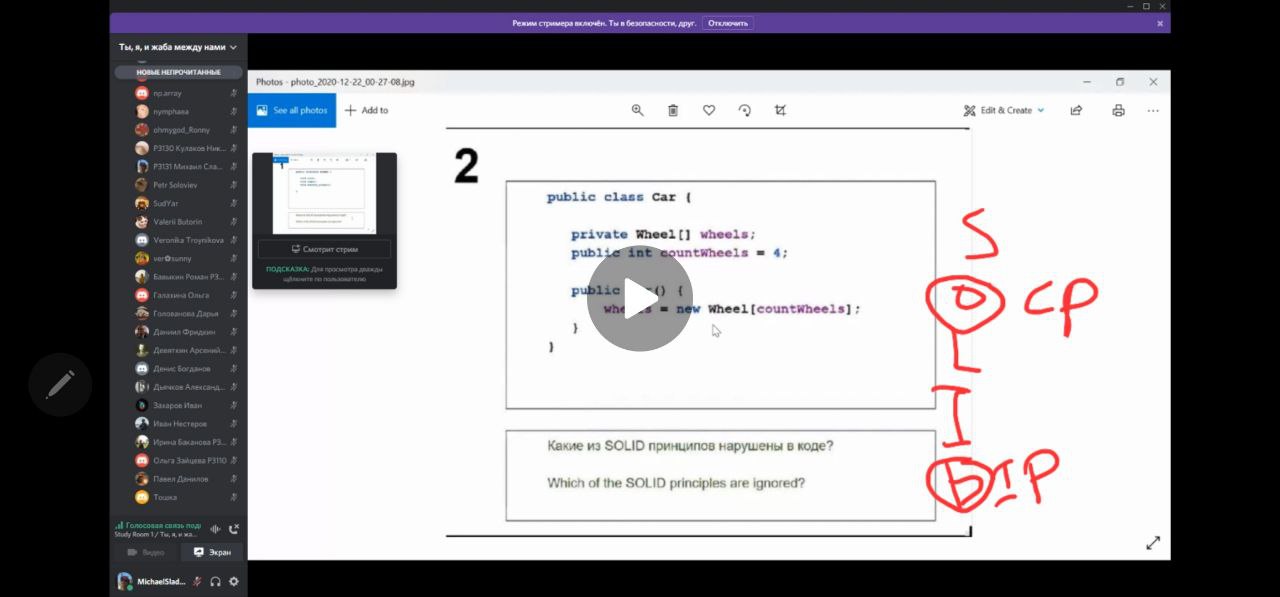 Режим стримера включён. Ты в безопасности, друг. Отключить
Ты, я, и жаба между нами
НОВЫЕ НЕПРОЧИТАННЫЕ
np.array
nymphaea
ohmygod_Ronny
P3130 Кулаков Ник...
P3131 Михаил Сла...
Petr Soloviev
SudYar
Valerii Butorin
Veronika Troynikova
ver✿sunny
Бавыкин Роман P3...
Галахина Ольга
Голованова Дарья
Даниил Фридкин
Девяткин Арсений...
Денис Богданов
Дьячков Александ...
Захаров Иван
Иван Нестеров
Ирина Баканова P3...
Ольга Зайцева P3110
Павел Данилов
Тошка
Голосовая связь под
Study Room 1 / Ты, я, и жа...
Видео Экран
MichaelSlad...
Photos - photo_2020-12-22_00-27-08.jpg
See all photos Add to
Edit & Create
Смотрит стрим
ПОДСКАЗКА: Для просмотра дважды
щёлкните по пользователю
2
public class Car {
private Wheel[] wheels;
public int countWheels = 4;
public () {
= new Wheel[countWheels];
}
}
Какие из SOLID принципов нарушены в коде?
Which of the SOLID principles are ignored?
S
O CP
L
I
D IP